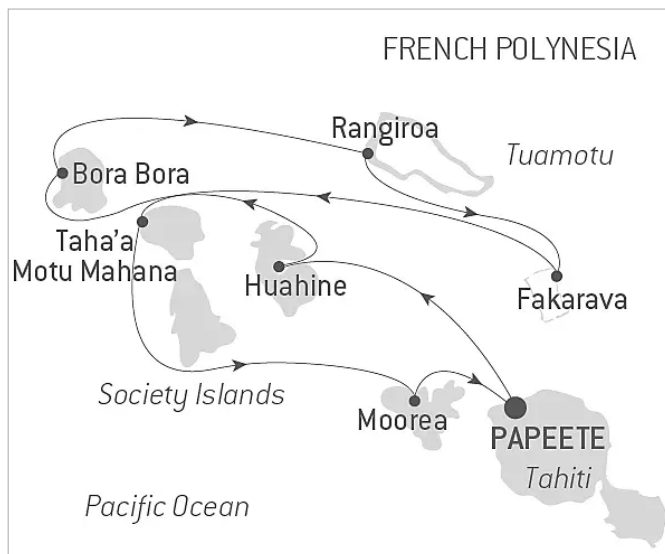 FRENCH POLYNESIA
Rangiroa
Tuamotu
Bora Bora
Taha'a
Motu Mahana
Huahine
Fakarava
Society Islands
Moorea
PAPEETE
Tahiti
Pacific Ocean